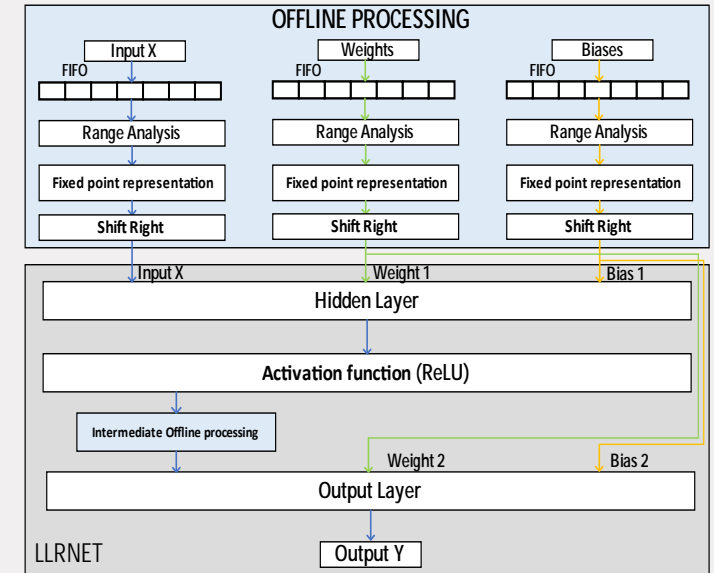 OFFLINE PROCESSING
Input X
Weights
Biases
FIFO
FIFO
FIFO
Range Analysis
Range Analysis
Range Analysis
Fixed point representation
Fixed point representation
Fixed point representation
Shift Right
Shift Right
Shift Right
Input X
Weight 1
Bias 1
Hidden Layer
Activation function (ReLU)
Intermediate Offline processing
Weight 2
Bias 2
Output Layer
LLRNET
Output Y